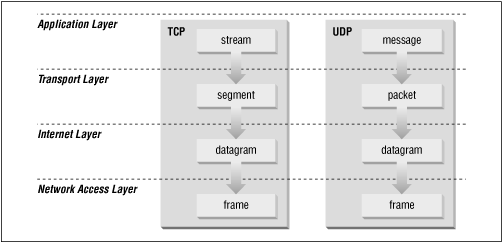 Application Layer
TCP
stream
UDP
message
Transport Layer
segment
packet
Internet Layer
datagram
datagram
Network Access Layer
frame
frame